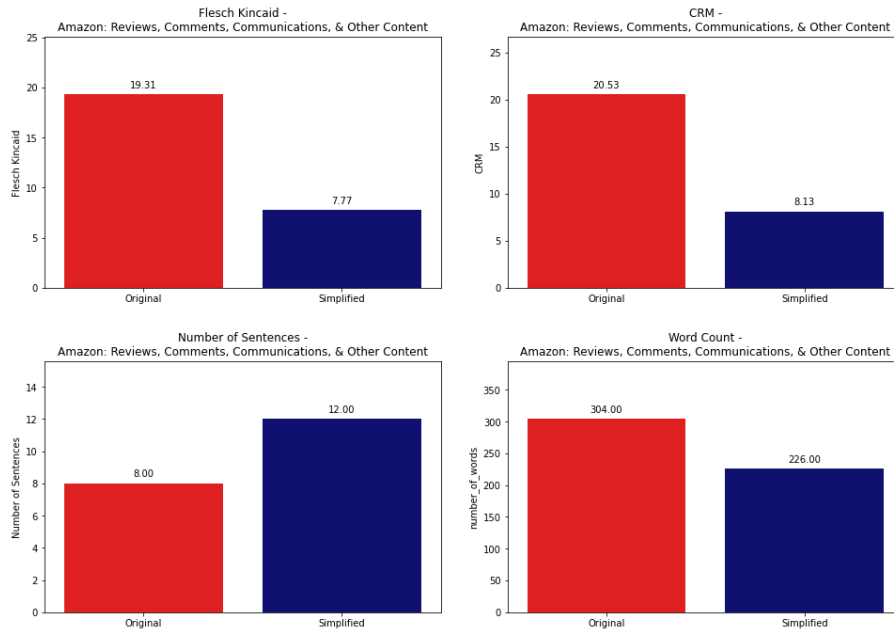 Flesch Kincaid -
Amazon: Reviews, Comments, Communications, & Other Content
25
20
15
10
5
0
Flesch Kincaid
19.31
7.77
Original
Simplified
CRM -
Amazon: Reviews, Comments, Communications, & Other Content
25
20
15
10
5
0
CRM
20.53
8.13
Original
Simplified
Number of Sentences -
Amazon: Reviews, Comments, Communications, & Other Content
14
12
10
8
6
4
2
0
Number of Sentences
8.00
12.00
Original
Simplified
Word Count -
Amazon: Reviews, Comments, Communications, & Other Content
350
300
250
200
150
100
50
0
number_of_words
304.00
226.00
Original
Simplified